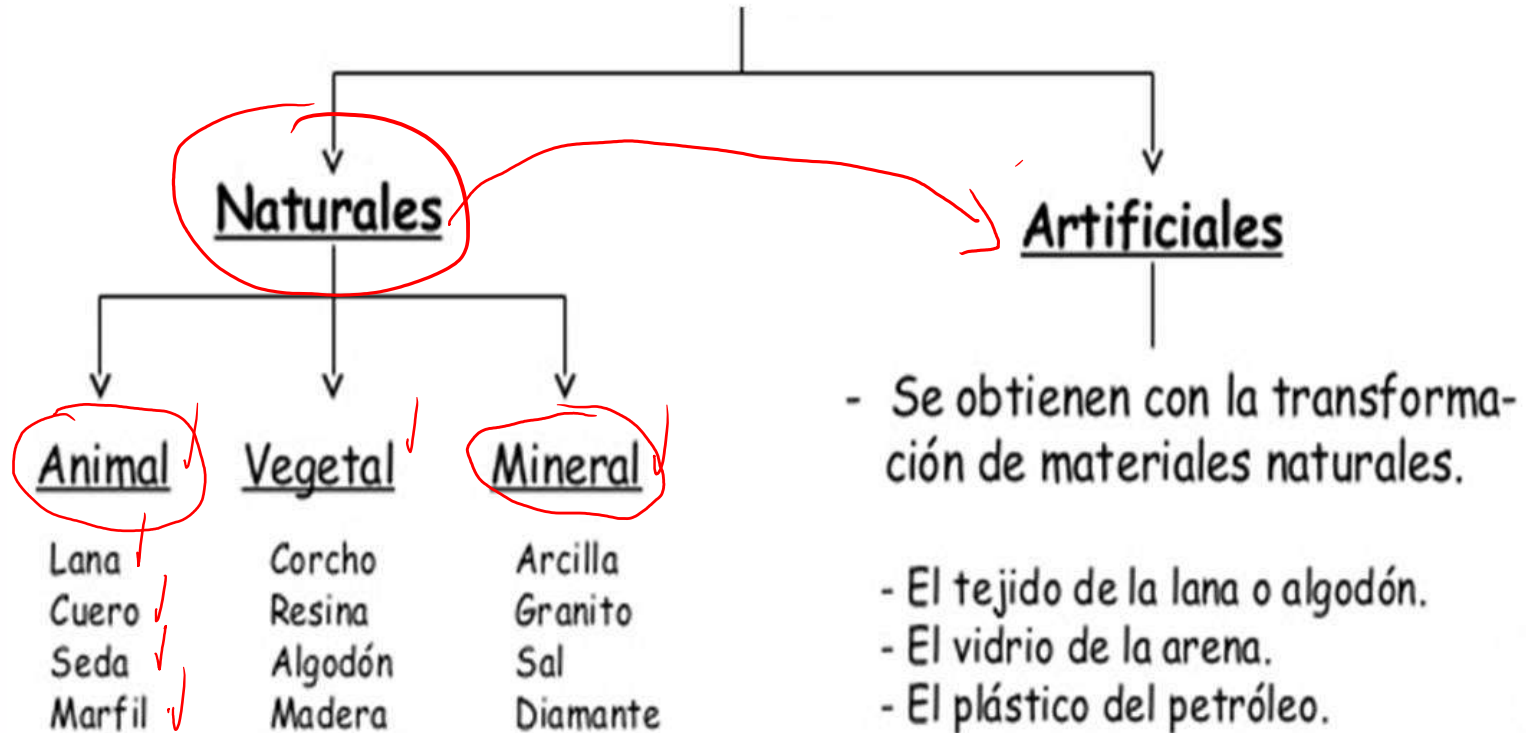 Naturales
Artificiales
Animal
Vegetal
Mineral
Lana
Cuero
Seda
Marfil
Corcho
Resina
Algodón
Madera
Arcilla
Granito
Sal
Diamante
- Se obtienen con la transforma-
ción de materiales naturales.
- El tejido de la lana o algodón.
- El vidrio de la arena.
- El plástico del petróleo.